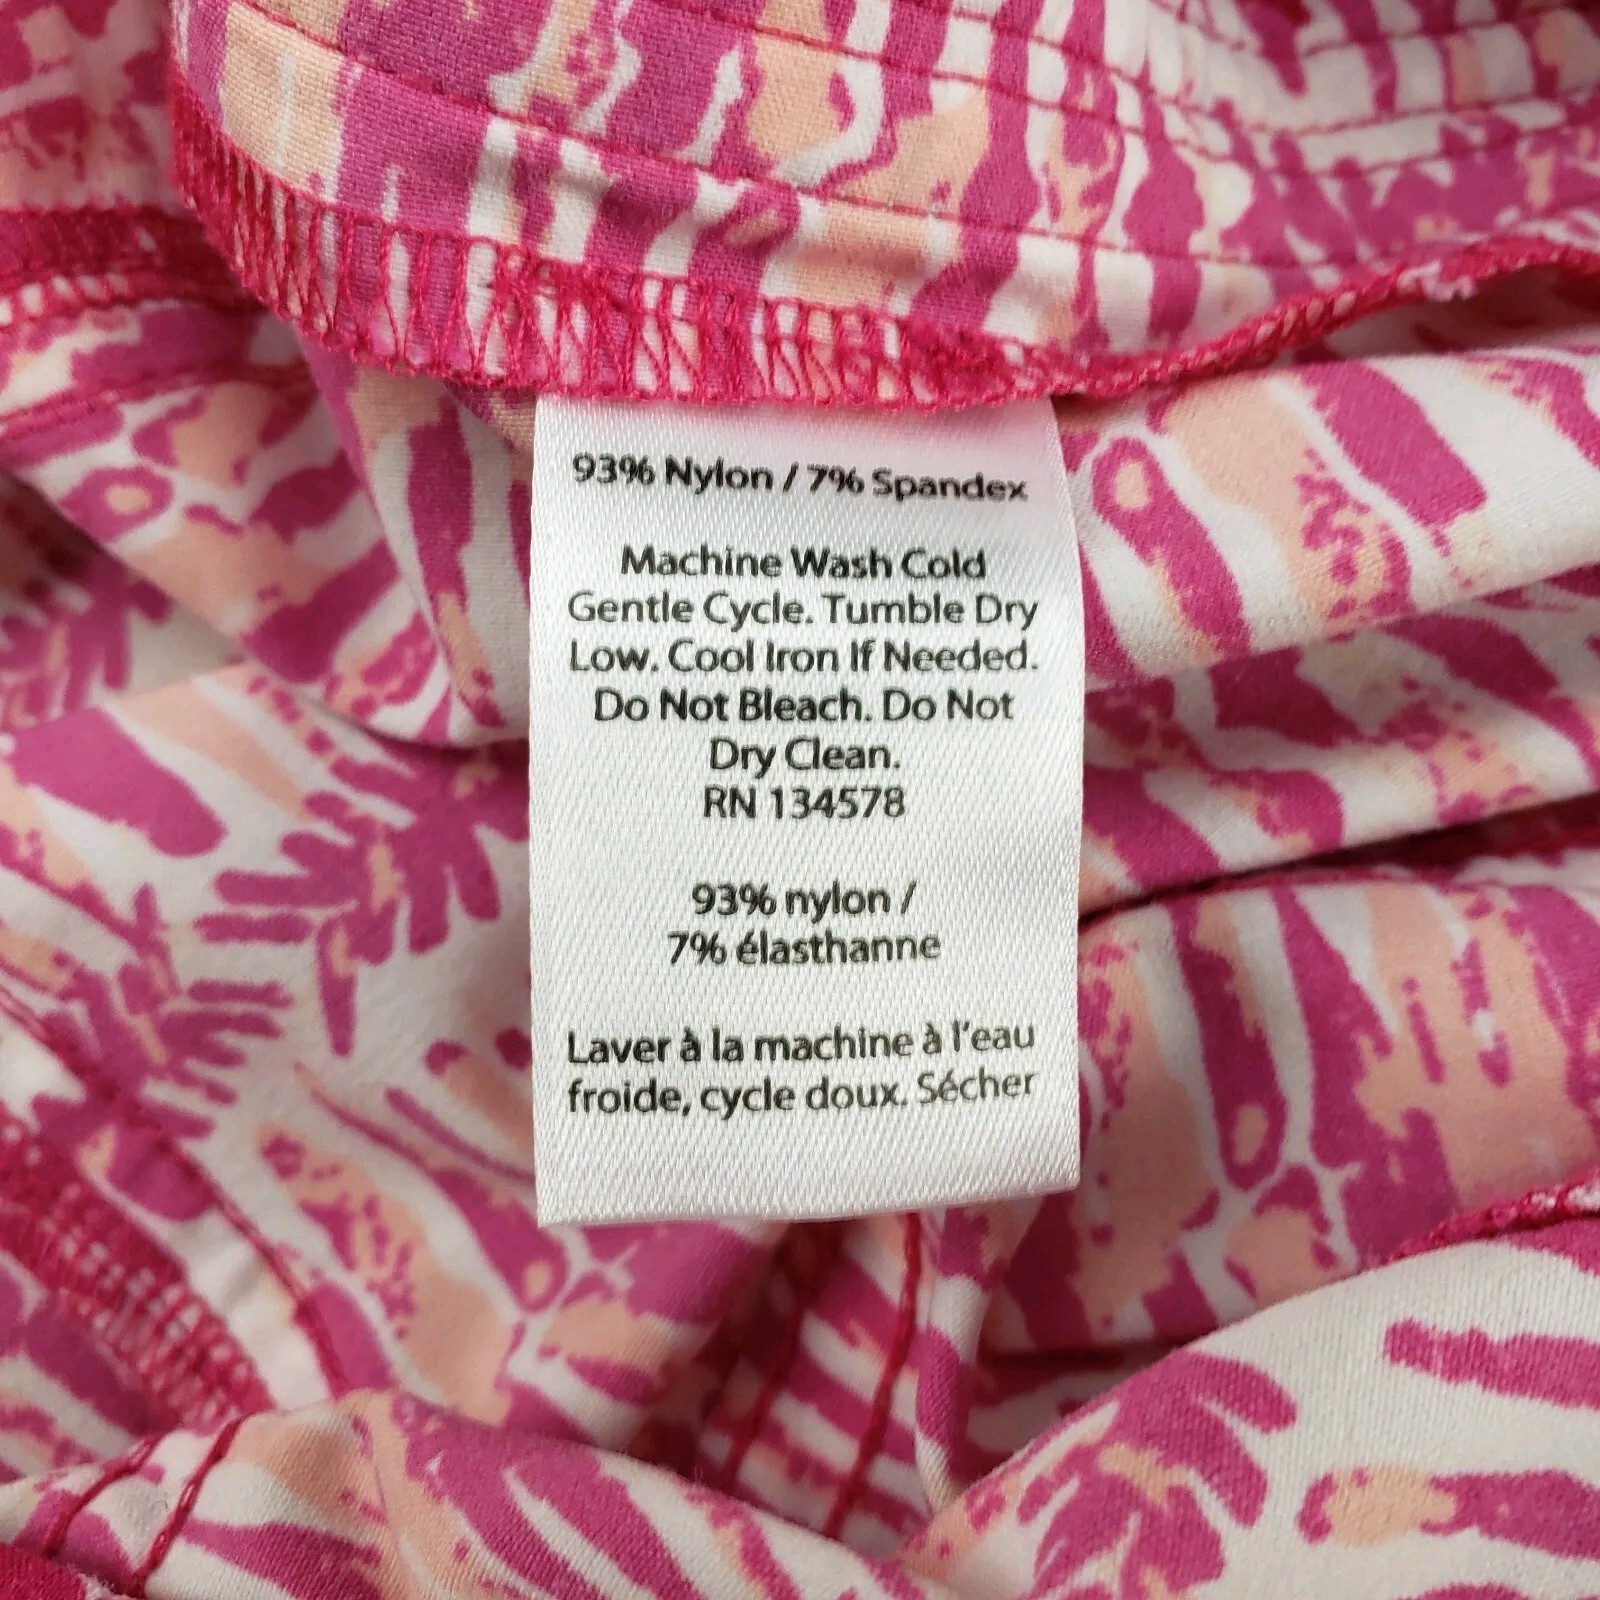 93% Nylon / 7% Spandex
Machine Wash Cold
Gentle Cycle. Tumble Dry
Low. Cool Iron If Needed.
Do Not Bleach. Do Not
Dry Clean.
RN 134578
93% nylon /
7% élasthanne
Laver à la machine à l'eau
froide, cycle doux. Sécher